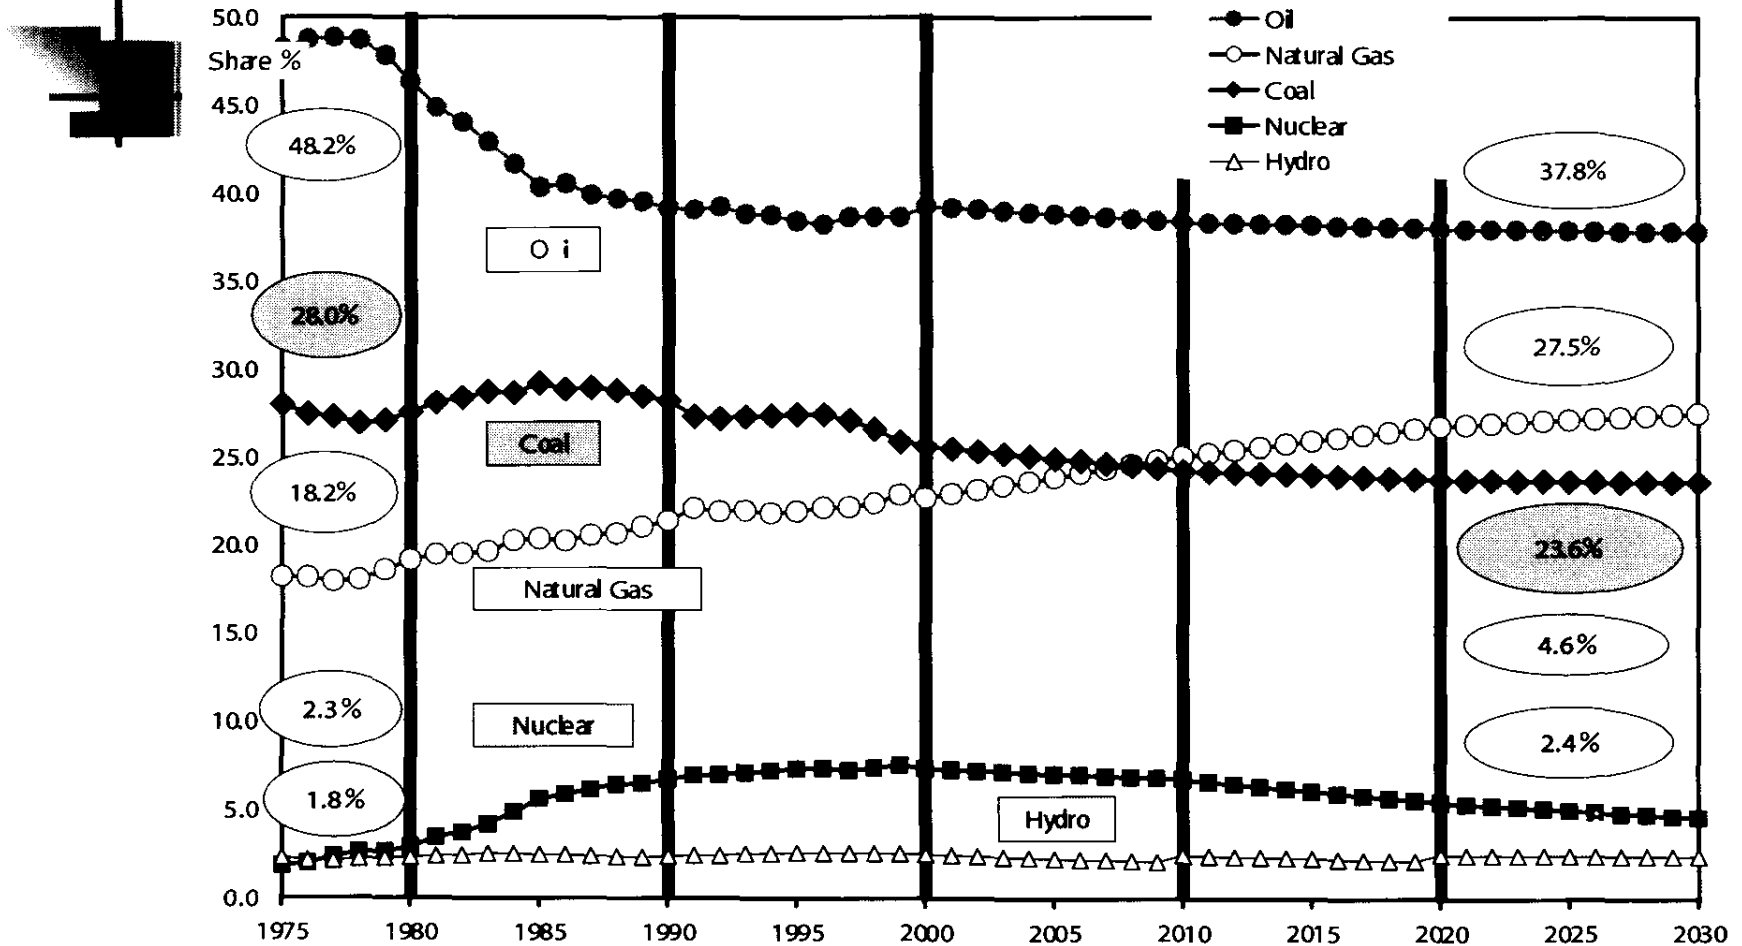 50.0
Share %
45.0
40.0
35.0
30.0
25.0
20.0
15.0
10.0
5.0
0.0
Oil
Natural Gas
Coal
Nuclear
Hydro
48.2%
28.0%
18.2%
2.3%
1.8%
O i
Coal
Natural Gas
Nuclear
Hydro
37.8%
27.5%
23.6%
4.6%
2.4%
1975 1980 1985 1990 1995 2000 2005 2010 2015 2020 2025 2030